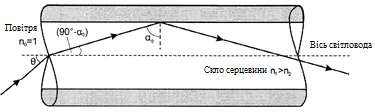 Повітря
n₀=1
(90°-α₀)
α₀
θ
Вісь світловода
Скло серцевини n₁>n₂